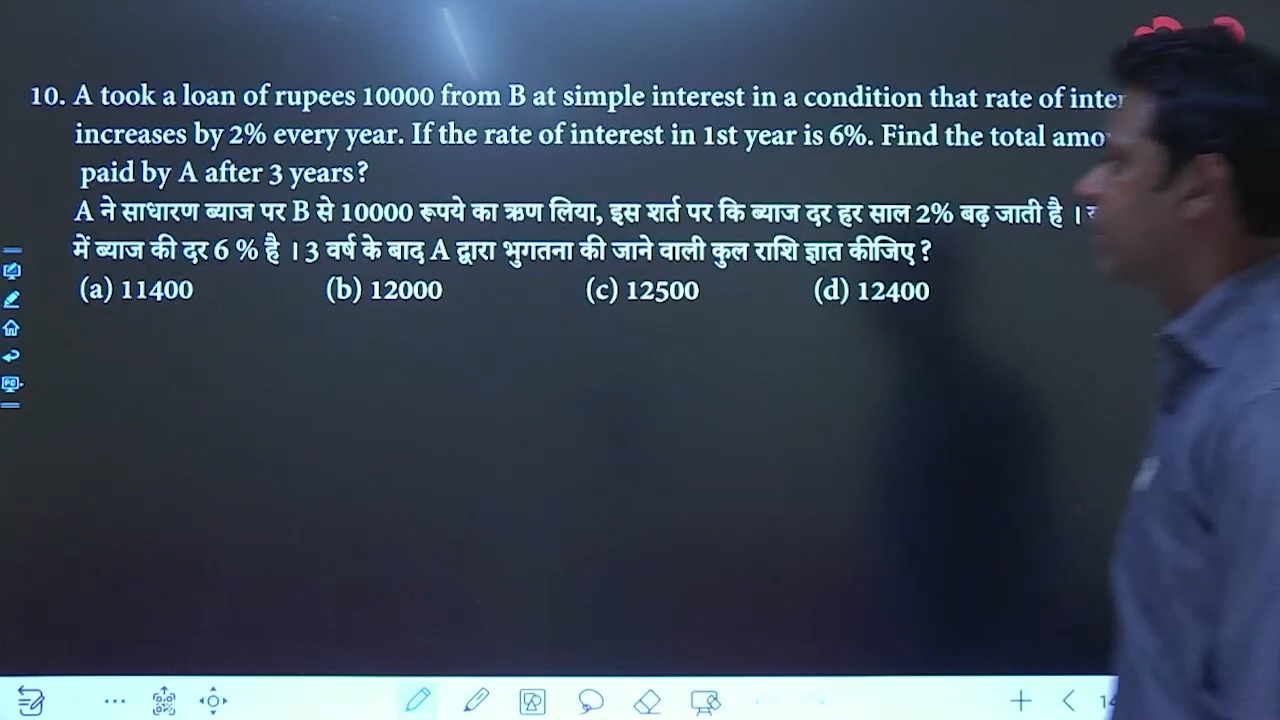 10. A took a loan of rupees 10000 from B at simple interest in a condition that rate of
increases by 2% every year. If the rate of interest in 1st year is 6%. Find the total
paid by A after 3 years?
A ने साधारण ब्याज पर B से 10000 रूपये का ऋण लिया, इस शर्त पर कि ब्याज दर हर साल 2% बढ़ जाती है ।
में ब्याज की दर 6 % है । 3 वर्ष के बाद A द्वारा भुगतना की जाने वाली कुल राशि ज्ञात कीजिए ?
(a) 11400 (b) 12000 (c) 12500 (d) 12400